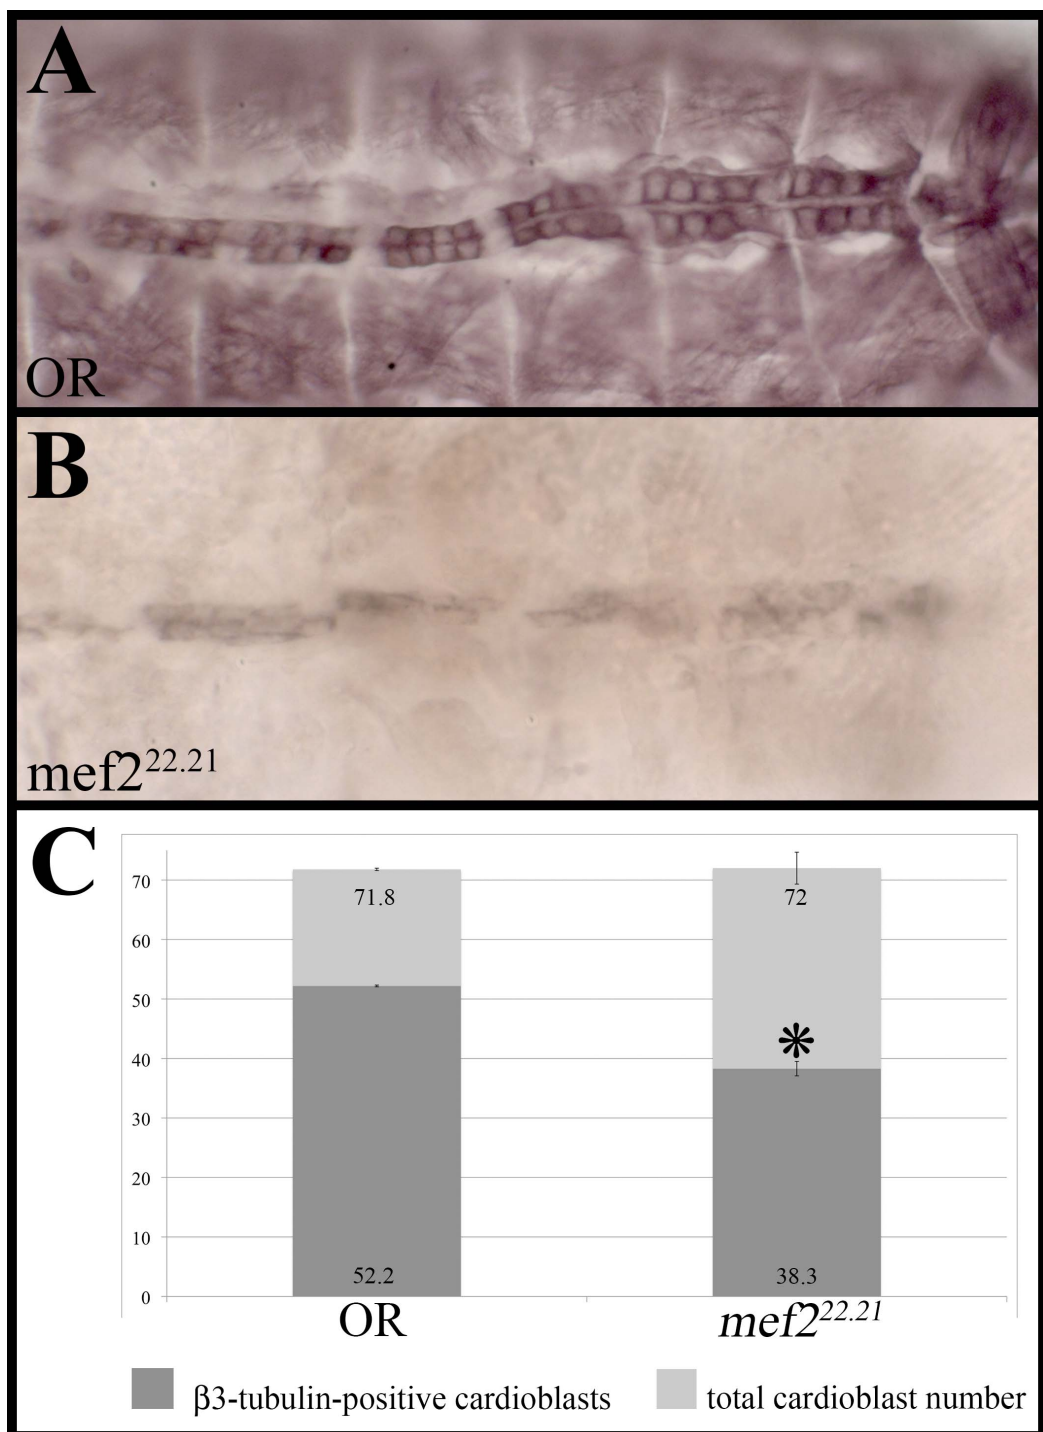 A
OR
B
mef2^22.21
C
70
60
50
40
30
20
10
0
71.8
52.2
72
*
38.3
OR
mef2^22.21
β3-tubulin-positive cardioblasts
total cardioblast number